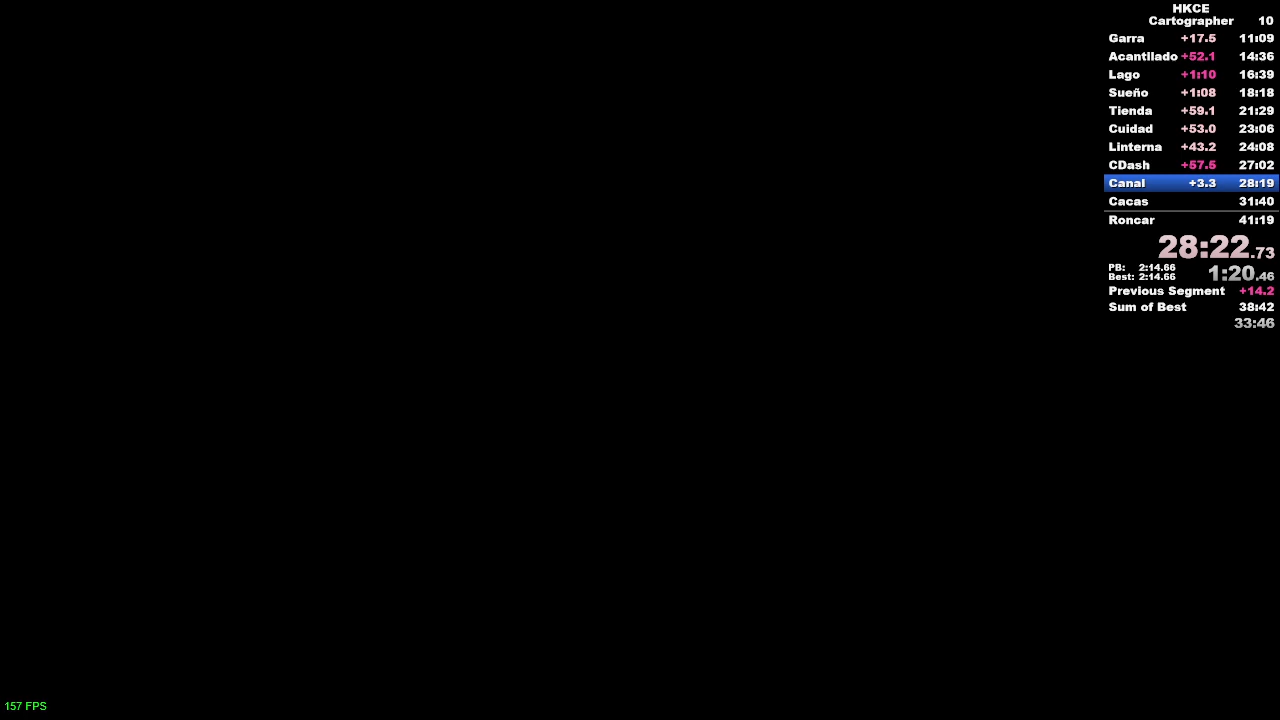 HKCE
Cartographer 10
Garra +17.5 11:09
Acantilado +52.1 14:36
Lago +1:10 16:39
Sueño +1:08 18:18
Tienda +59.1 21:29
Cuidad +53.0 23:06
Linterna +43.2 24:08
CDash +57.5 27:02
Canal +3.3 28:19
Cacas 31:40
Roncar 41:19
28:22.73
PB: 2:14.66
Best: 2:14.66
1:20.46
Previous Segment +14.2
Sum of Best 38:42
33:46
157 FPS